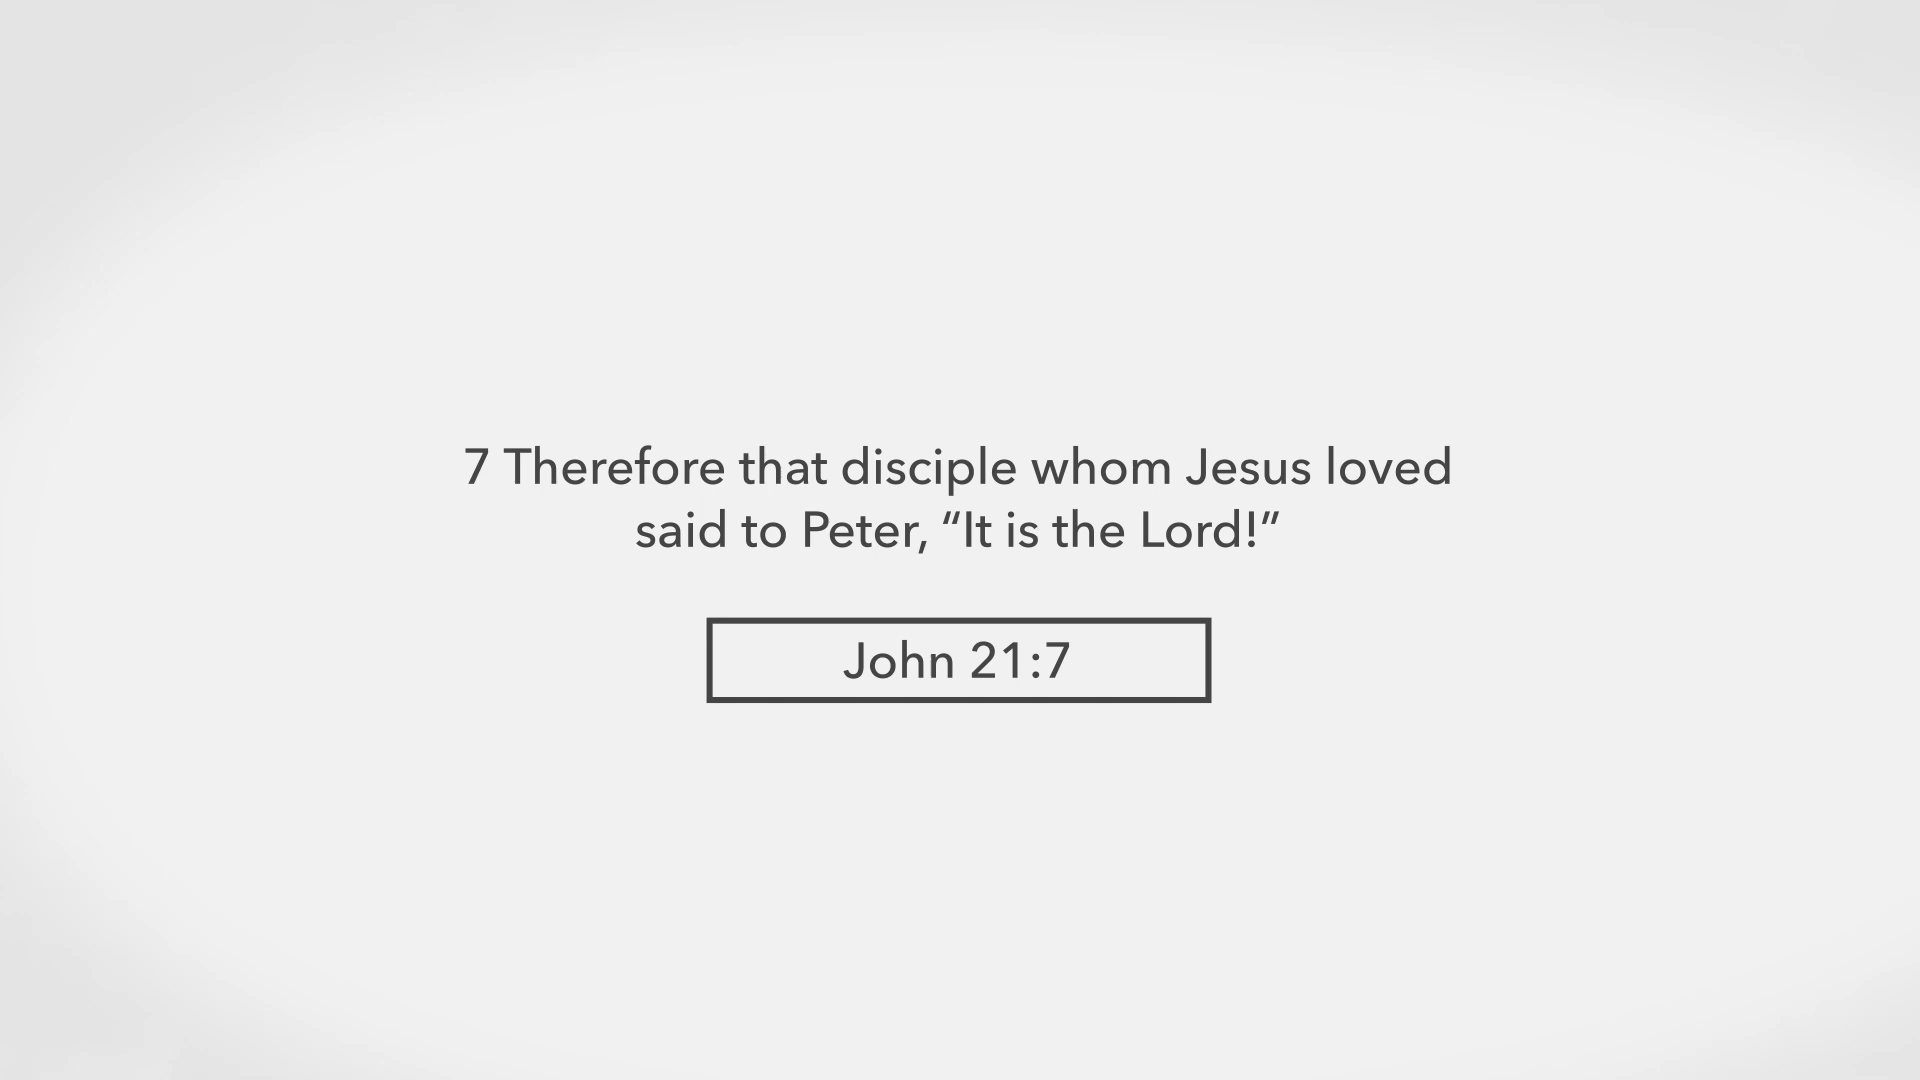 7 Therefore that disciple whom Jesus loved
said to Peter, “It is the Lord!”
John 21:7